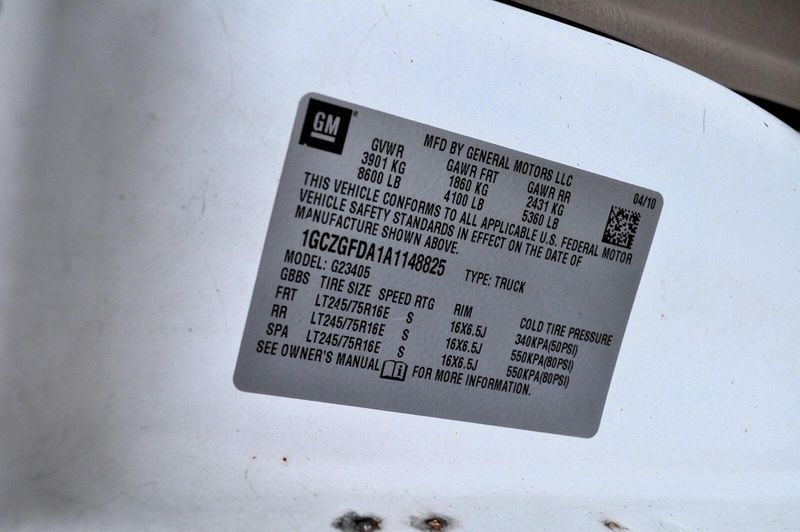 GM
MFD BY GENERAL MOTORS LLC
04/10
GVWR GAWR FRT GAWR RR
3901 KG 1860 KG 2431 KG
8600 LB 4100 LB 5360 LB
THIS VEHICLE CONFORMS TO ALL APPLICABLE U.S. FEDERAL MOTOR
VEHICLE SAFETY STANDARDS IN EFFECT ON THE DATE OF
MANUFACTURE SHOWN ABOVE.
1GCZGFDA1A1148825 TYPE: TRUCK
MODEL: G23405
GBBS TIRE SIZE SPEED RTG RIM COLD TIRE PRESSURE
FRT LT245/75R16E S 16X6.5J 340KPA(50PSI)
RR LT245/75R16E S 16X6.5J 550KPA(80PSI)
SPA LT245/75R16E S 16X6.5J 550KPA(80PSI)
SEE OWNER'S MANUAL FOR MORE INFORMATION.